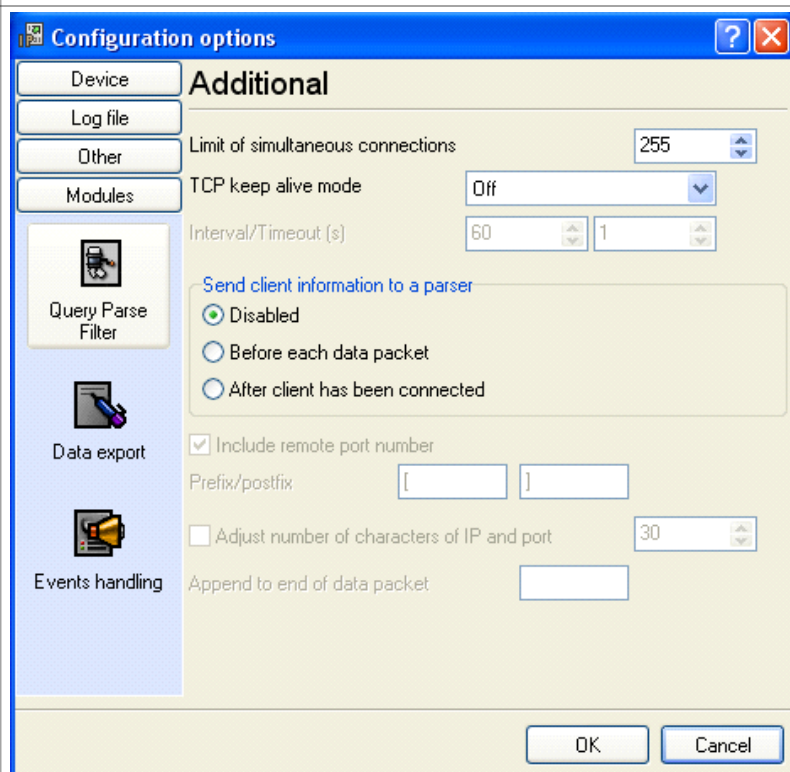 Configuration options
Device
Log file
Other
Modules
Query Parse
Filter
Data export
Events handling
Additional
Limit of simultaneous connections 255
TCP keep alive mode Off
Interval/Timeout (s) 60 1
Send client information to a parser
Disabled
Before each data packet
After client has been connected
Include remote port number
Prefix/postfix [ ]
Adjust number of characters of IP and port 30
Append to end of data packet
OK Cancel